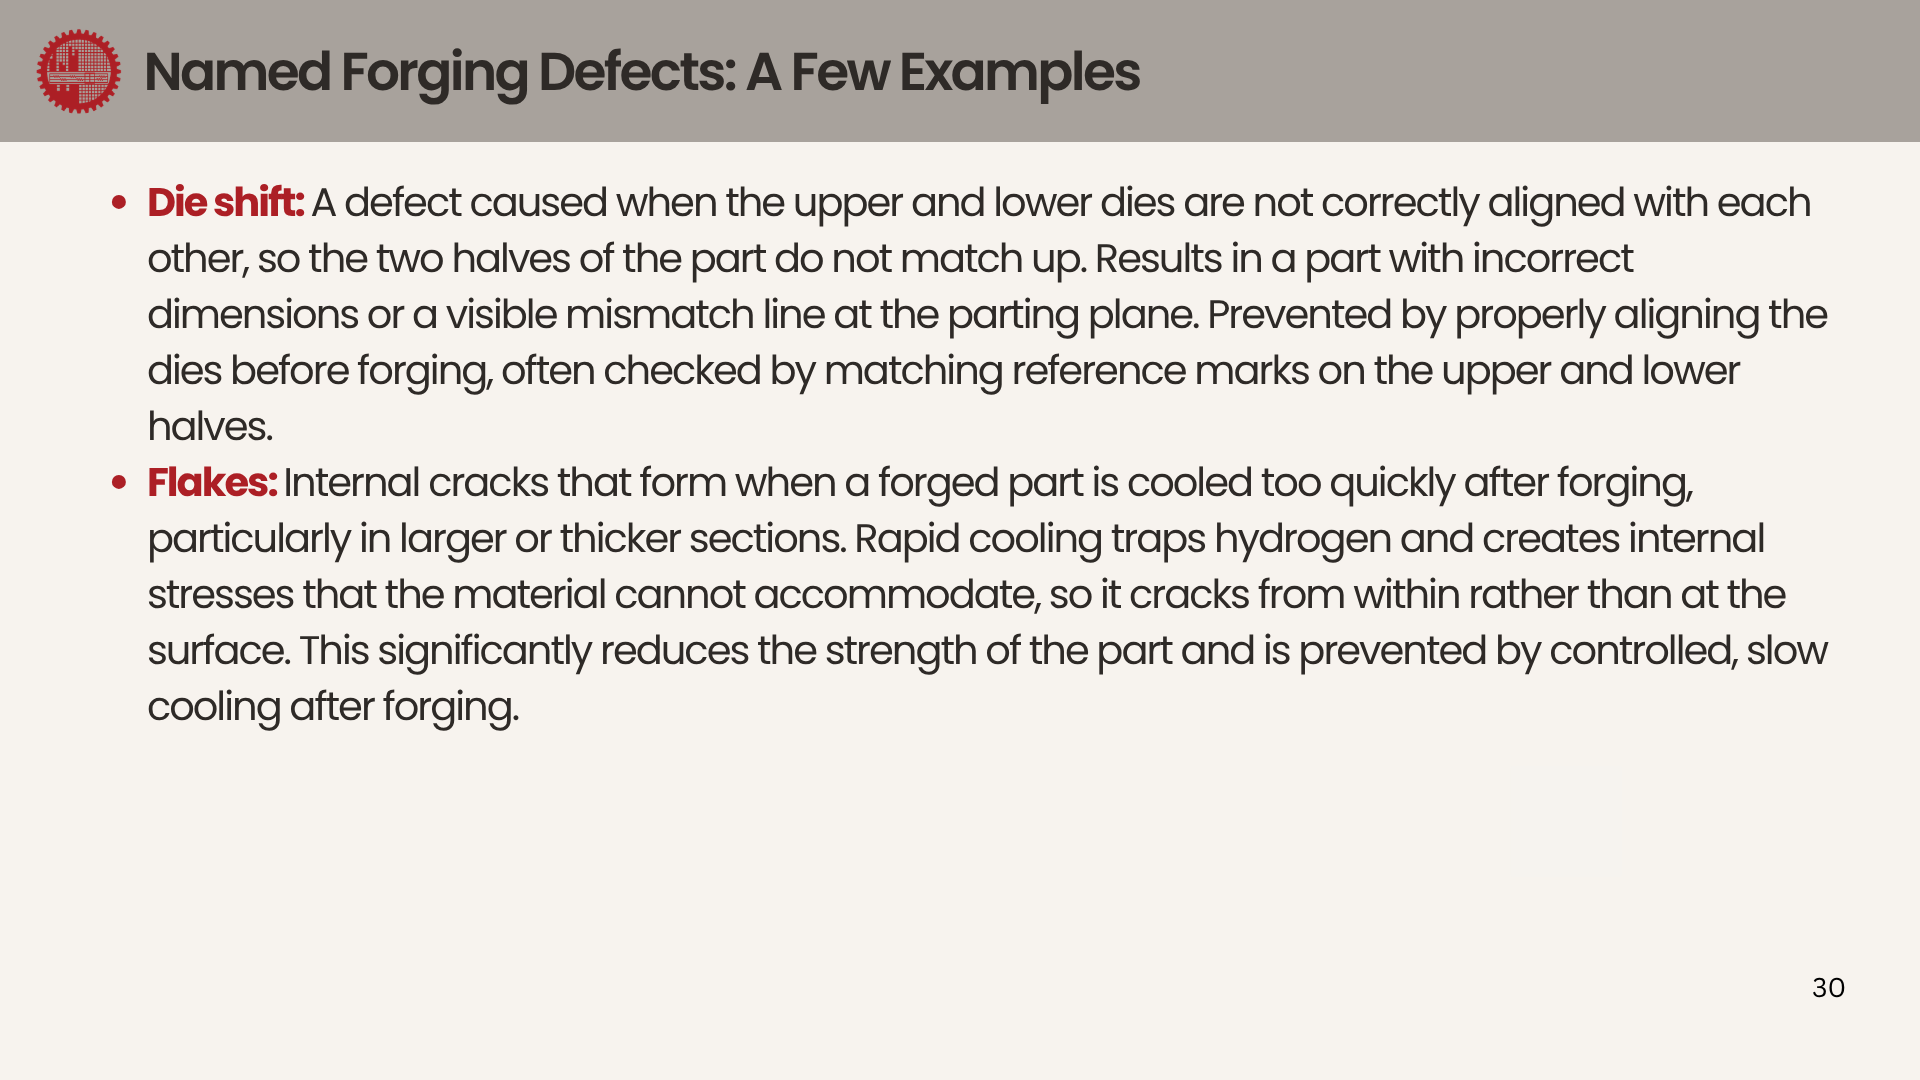 Named Forging Defects: A Few Examples
• Die shift: A defect caused when the upper and lower dies are not correctly aligned with each
other, so the two halves of the part do not match up. Results in a part with incorrect
dimensions or a visible mismatch line at the parting plane. Prevented by properly aligning the
dies before forging, often checked by matching reference marks on the upper and lower
halves.
• Flakes: Internal cracks that form when a forged part is cooled too quickly after forging,
particularly in larger or thicker sections. Rapid cooling traps hydrogen and creates internal
stresses that the material cannot accommodate, so it cracks from within rather than at the
surface. This significantly reduces the strength of the part and is prevented by controlled, slow
cooling after forging.
30